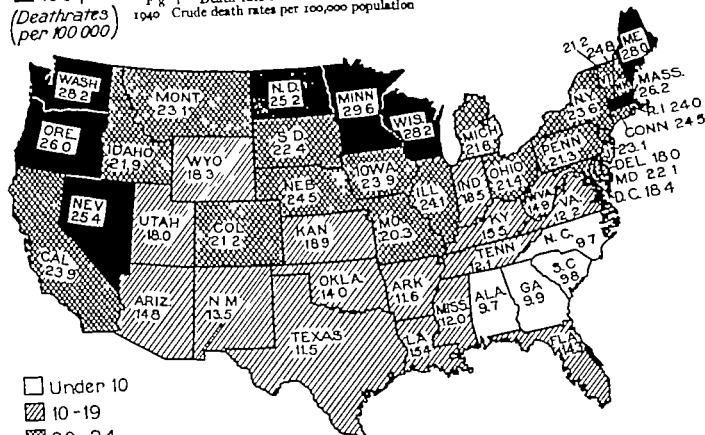 (Deathrates
per 100 000)
1940 Crude death rates per 100,000 population
WASH
28.2
ORE.
26.0
IDAHO
21.9
MONT.
23.1
N.D.
25.2
MINN
29.6
WIS.
28.2
S.D.
22.4
WYO
18.3
NEV
25.4
UTAH
18.0
COL
21.2
NEB
24.5
IOWA
23.9
ILL
24.1
MICH
21.8
IND
18.5
OHIO
21.4
PENN
21.3
N.Y.
23.6
21.2
24.8
ME
28.0
MASS.
26.2
R.I 24.0
CONN 24.5
23.1
DEL 18.0
MD 22.1
D.C. 18.4
W.VA.
14.9
VA.
12.2
KY
15.5
TENN
N.C.
9.7
S.C
9.8
GA
9.9
ALA.
9.7
MISS.
12.0
FLA.
14.3
LA
15.4
ARK
11.6
MO.
20.3
KAN
18.9
OKLA.
14.0
TEXAS
11.5
N M
13.5
ARIZ.
14.8
CAL
23.9
Under 10
10-19